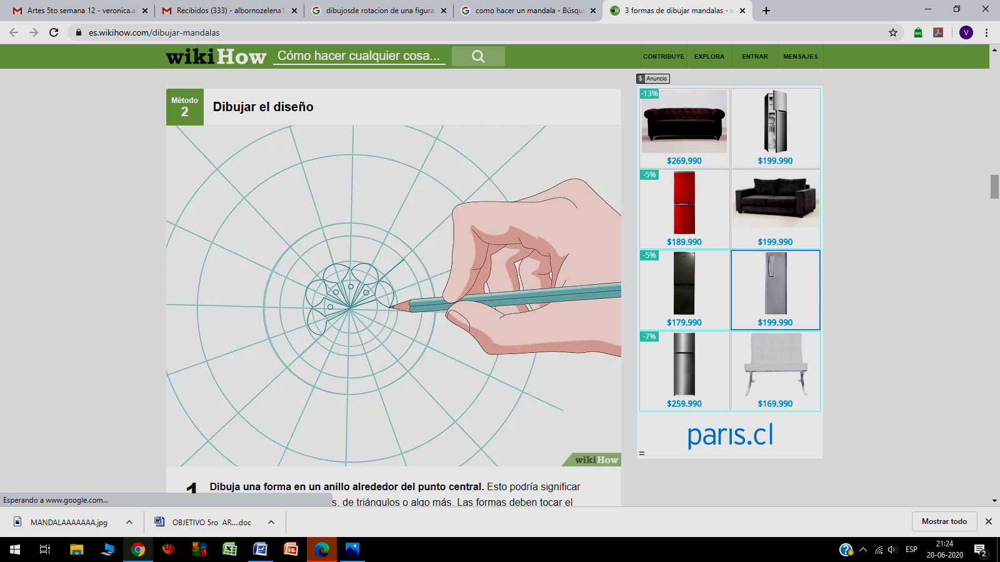 Artes 5to semana 12 - veronica.al
Recibidos (333) - albornozelena1
dibujosde rotacion de una figura
como hacer un mandala - Búsqu
3 formas de dibujar mandalas - w
es.wikihow.com/dibujar-mandalas
AVG
V
wikiHow
Cómo hacer cualquier cosa...
CONTRIBUYE
EXPLORA
ENTRAR
MENSAJES
$ Anuncio
Método
2
Dibujar el diseño
-13%
$269.990
$199.990
-5%
$189.990
$199.990
-5%
$179.990
$199.990
-7%
$259.990
$169.990
paris.cl
wikiHow
1
Dibuja una forma en un anillo alrededor del punto central. Esto podría significar
s, de triángulos o algo más. Las formas deben tocar el
Esperando a www.google.com...
MANDALAAAAAAA.jpg
OBJETIVO 5ro AR....doc
Mostrar todo
ESP
21:24
20-06-2020
2